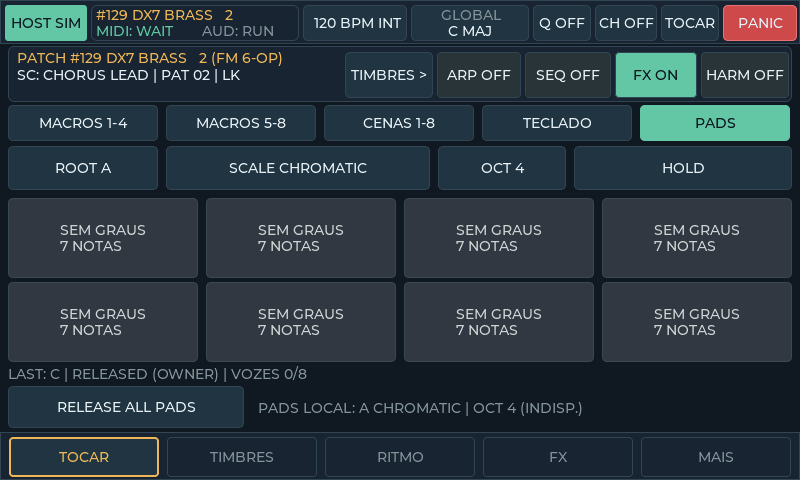 HOST SIM
#129 DX7 BRASS 2
MIDI: WAIT AUD: RUN
120 BPM INT
GLOBAL
C MAJ
Q OFF
CH OFF
TOCAR
PANIC
PATCH #129 DX7 BRASS 2 (FM 6-OP)
SC: CHORUS LEAD | PAT 02 | LK
TIMBRES >
ARP OFF
SEQ OFF
FX ON
HARM OFF
MACROS 1-4
MACROS 5-8
CENAS 1-8
TECLADO
PADS
ROOT A
SCALE CHROMATIC
OCT 4
HOLD
SEM GRAUS
7 NOTAS
SEM GRAUS
7 NOTAS
SEM GRAUS
7 NOTAS
SEM GRAUS
7 NOTAS
SEM GRAUS
7 NOTAS
SEM GRAUS
7 NOTAS
SEM GRAUS
7 NOTAS
SEM GRAUS
7 NOTAS
LAST: C | RELEASED (OWNER) | VOZES 0/8
RELEASE ALL PADS
PADS LOCAL: A CHROMATIC | OCT 4 (INDISP.)
TOCAR
TIMBRES
RITMO
FX
MAIS